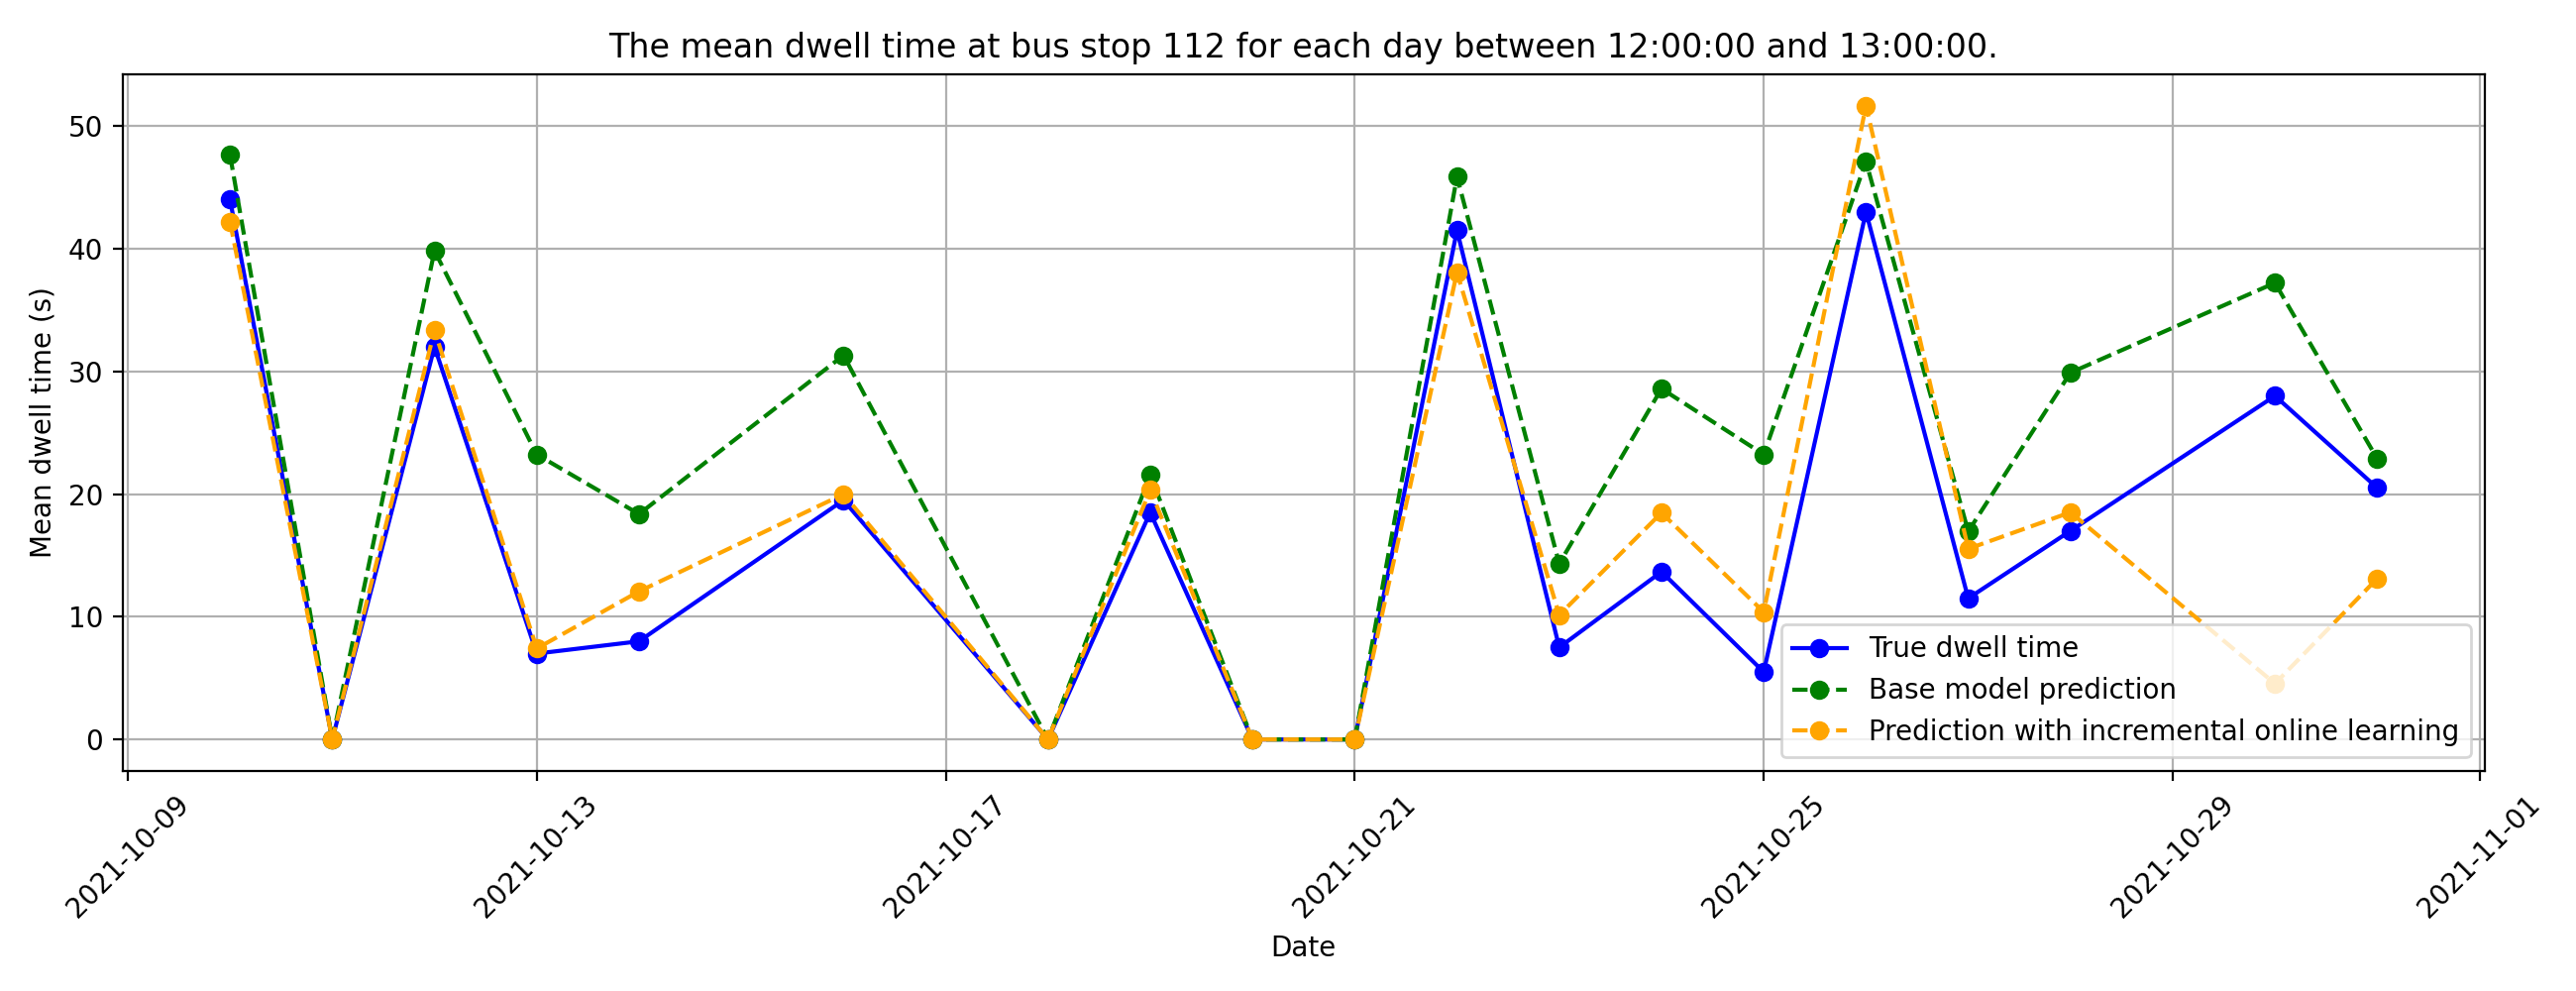 The mean dwell time at bus stop 112 for each day between 12:00:00 and 13:00:00.
Mean dwell time (s)
50
40
30
20
10
0
True dwell time
Base model prediction
Prediction with incremental online learning
2021-10-09
2021-10-13
2021-10-17
2021-10-21
2021-10-25
2021-10-29
2021-11-01
Date